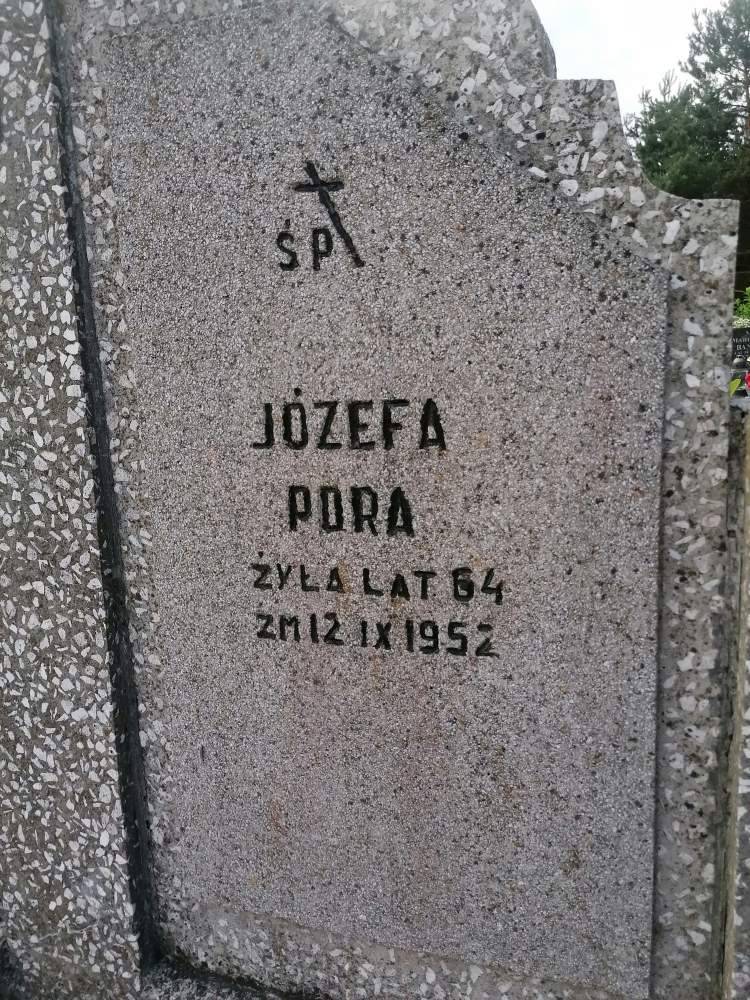 ŚP
JÓZEFA
PORA
ŻYŁA LAT 64
ZM 12 IX 1952